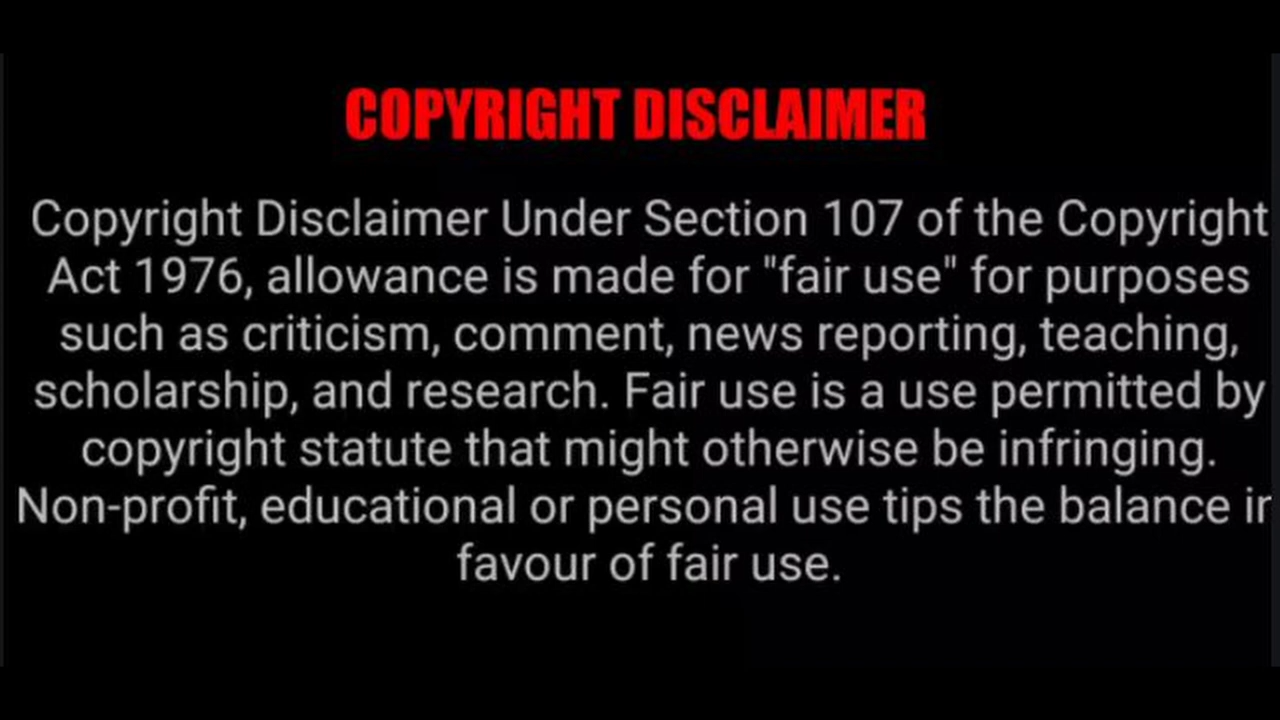 COPYRIGHT DISCLAIMER
Copyright Disclaimer Under Section 107 of the Copyright
Act 1976, allowance is made for "fair use" for purposes
such as criticism, comment, news reporting, teaching,
scholarship, and research. Fair use is a use permitted by
copyright statute that might otherwise be infringing.
Non-profit, educational or personal use tips the balance
favour of fair use.